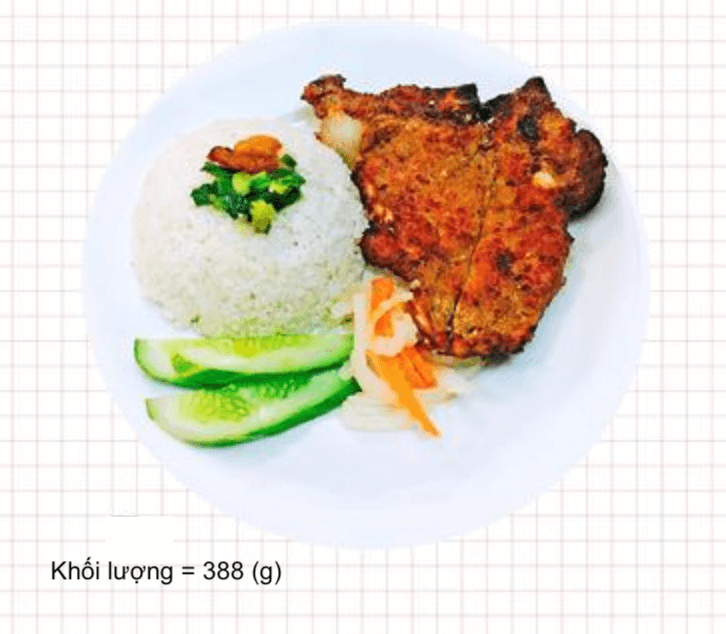 Khối lượng = 388 (g)